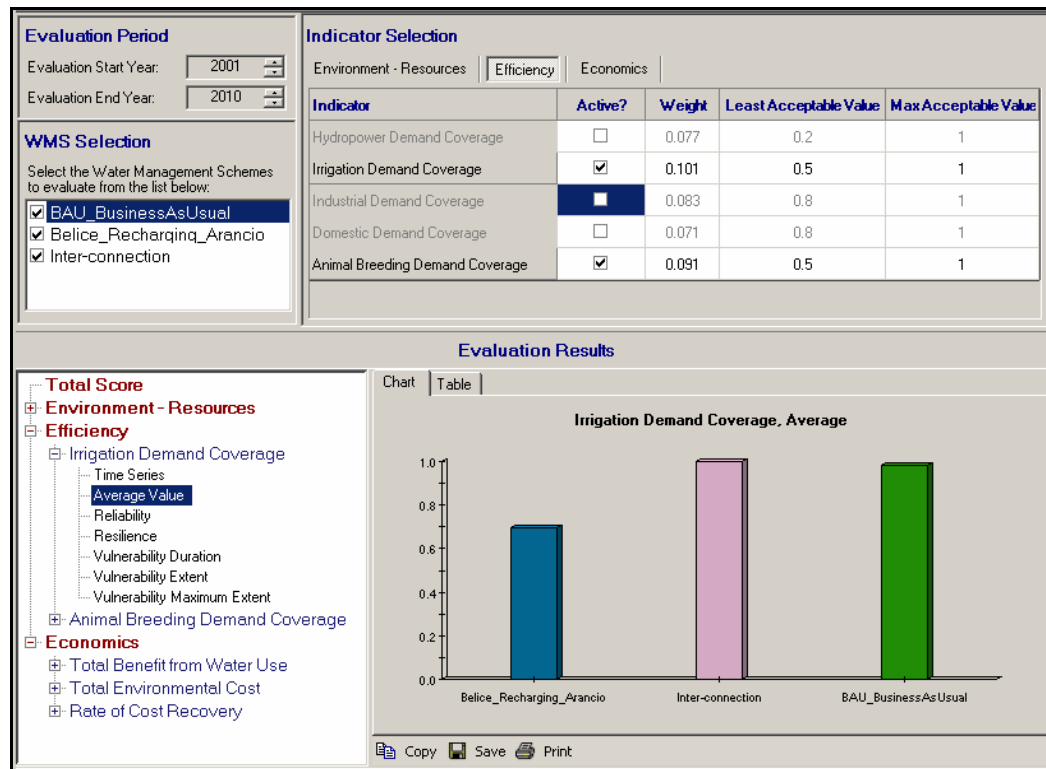 Evaluation Period
Evaluation Start Year: 2001
Evaluation End Year: 2010
WMS Selection
Select the Water Management Schemes
to evaluate from the list below:
BAU_BusinessAsUsual
Belice_Recharging_Arancio
Inter-connection
Indicator Selection
Environment - Resources Efficiency Economics
Indicator Active? Weight Least Acceptable Value Max Acceptable Value
Hydropower Demand Coverage 0.077 0.2 1
Irrigation Demand Coverage 0.101 0.5 1
Industrial Demand Coverage 0.083 0.8 1
Domestic Demand Coverage 0.071 0.8 1
Animal Breeding Demand Coverage 0.091 0.5 1
Evaluation Results
Total Score
Environment - Resources
Efficiency
Irrigation Demand Coverage
Time Series
Average Value
Reliability
Resilience
Vulnerability Duration
Vulnerability Extent
Vulnerability Maximum Extent
Animal Breeding Demand Coverage
Economics
Total Benefit from Water Use
Total Environmental Cost
Rate of Cost Recovery
Chart Table
Irrigation Demand Coverage, Average
1.0
0.8
0.6
0.4
0.2
0.0
Belice_Recharging_Arancio Inter-connection BAU_BusinessAsUsual
Copy Save Print